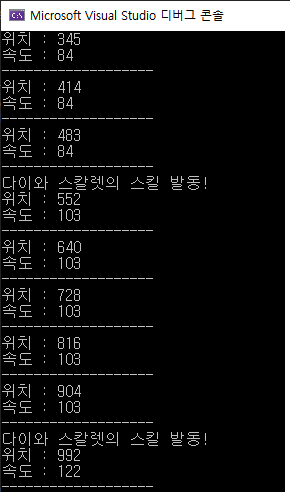 Microsoft Visual Studio 디버그 콘솔
위치 : 345
속도 : 84
-------------------
위치 : 414
속도 : 84
-------------------
위치 : 483
속도 : 84
-------------------
다이와 스칼렛의 스킬 발동!
위치 : 552
속도 : 103
-------------------
위치 : 640
속도 : 103
-------------------
위치 : 728
속도 : 103
-------------------
위치 : 816
속도 : 103
-------------------
위치 : 904
속도 : 103
-------------------
다이와 스칼렛의 스킬 발동!
위치 : 992
속도 : 122
-------------------